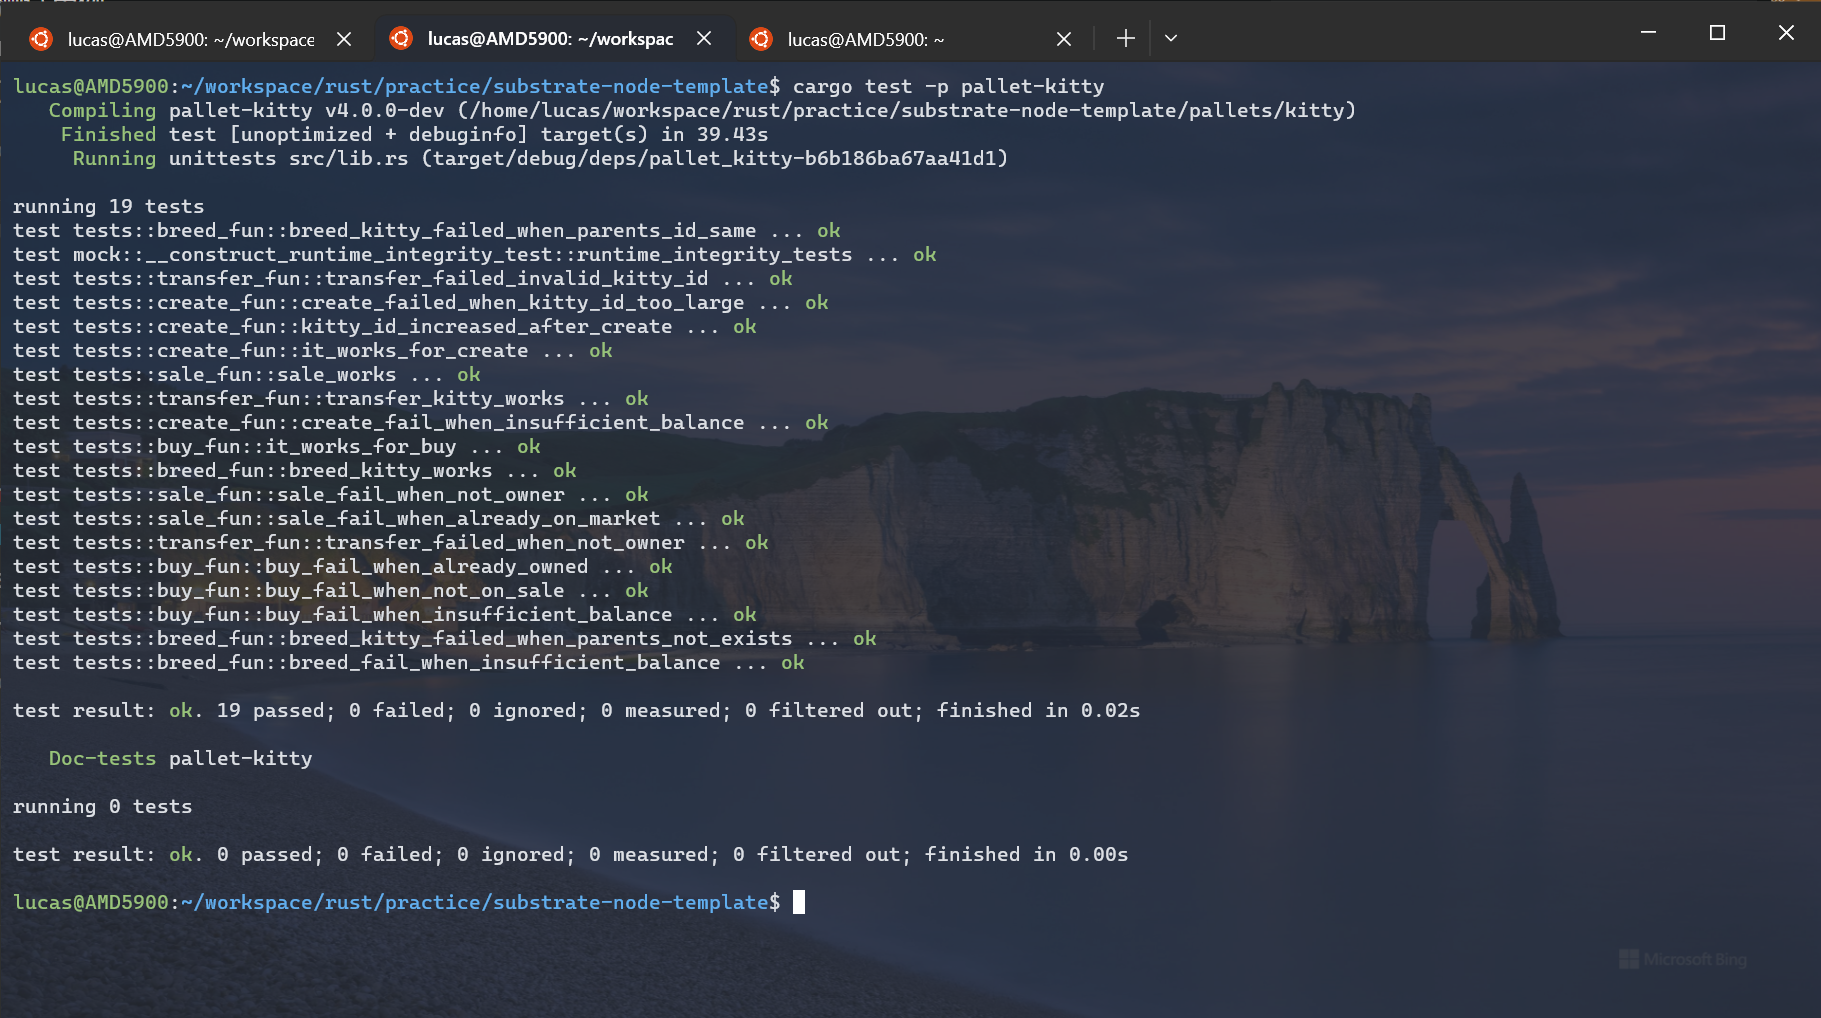 lucas@AMD5900: ~/workspace
lucas@AMD5900: ~/workspac
lucas@AMD5900: ~
lucas@AMD5900:~/workspace/rust/practice/substrate-node-template$ cargo test -p pallet-kitty
Compiling pallet-kitty v4.0.0-dev (/home/lucas/workspace/rust/practice/substrate-node-template/pallets/kitty)
Finished test [unoptimized + debuginfo] target(s) in 39.43s
Running unittests src/lib.rs (target/debug/deps/pallet_kitty-b6b186ba67aa41d1)
running 19 tests
test tests::breed_fun::breed_kitty_failed_when_parents_id_same ... ok
test mock::__construct_runtime_integrity_test::runtime_integrity_tests ... ok
test tests::transfer_fun::transfer_failed_invalid_kitty_id ... ok
test tests::create_fun::create_failed_when_kitty_id_too_large ... ok
test tests::create_fun::kitty_id_increased_after_create ... ok
test tests::create_fun::it_works_for_create ... ok
test tests::sale_fun::sale_works ... ok
test tests::transfer_fun::transfer_kitty_works ... ok
test tests::create_fun::create_fail_when_insufficient_balance ... ok
test tests::buy_fun::it_works_for_buy ... ok
test tests::breed_fun::breed_kitty_works ... ok
test tests::sale_fun::sale_fail_when_not_owner ... ok
test tests::sale_fun::sale_fail_when_already_on_market ... ok
test tests::transfer_fun::transfer_failed_when_not_owner ... ok
test tests::buy_fun::buy_fail_when_already_owned ... ok
test tests::buy_fun::buy_fail_when_not_on_sale ... ok
test tests::buy_fun::buy_fail_when_insufficient_balance ... ok
test tests::breed_fun::breed_kitty_failed_when_parents_not_exists ... ok
test tests::breed_fun::breed_fail_when_insufficient_balance ... ok
test result: ok. 19 passed; 0 failed; 0 ignored; 0 measured; 0 filtered out; finished in 0.02s
Doc-tests pallet-kitty
running 0 tests
test result: ok. 0 passed; 0 failed; 0 ignored; 0 measured; 0 filtered out; finished in 0.00s
lucas@AMD5900:~/workspace/rust/practice/substrate-node-template$
Microsoft Bing